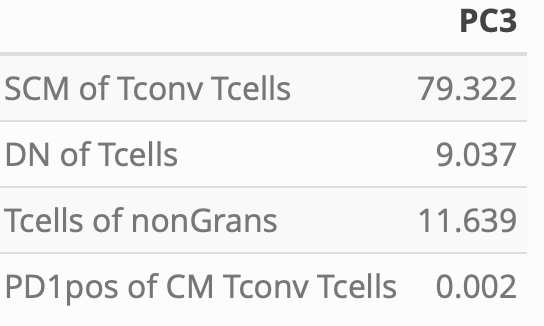 PC3
SCM of Tconv Tcells 79.322
DN of Tcells 9.037
Tcells of nonGrans 11.639
PD1pos of CM Tconv Tcells 0.002